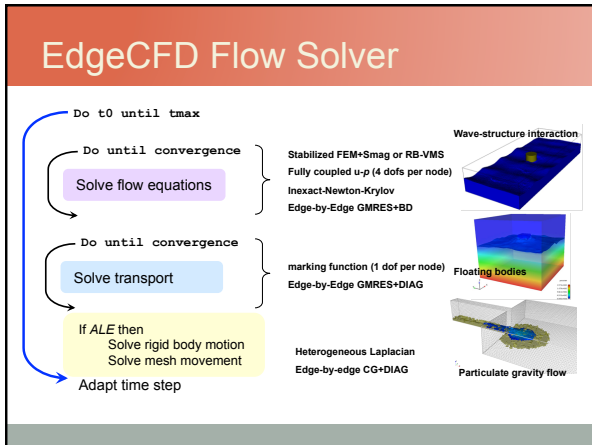 EdgeCFD Flow Solver
Do t0 until tmax
Do until convergence
Solve flow equations
Stabilized FEM+Smag or RB-VMS
Fully coupled u-p (4 dofs per node)
Inexact-Newton-Krylov
Edge-by-Edge GMRES+BD
Wave-structure interaction
Do until convergence
Solve transport
marking function (1 dof per node)
Edge-by-Edge GMRES+DIAG
Floating bodies
If ALE then
Solve rigid body motion
Solve mesh movement
Heterogeneous Laplacian
Edge-by-edge CG+DIAG
Particulate gravity flow
Adapt time step